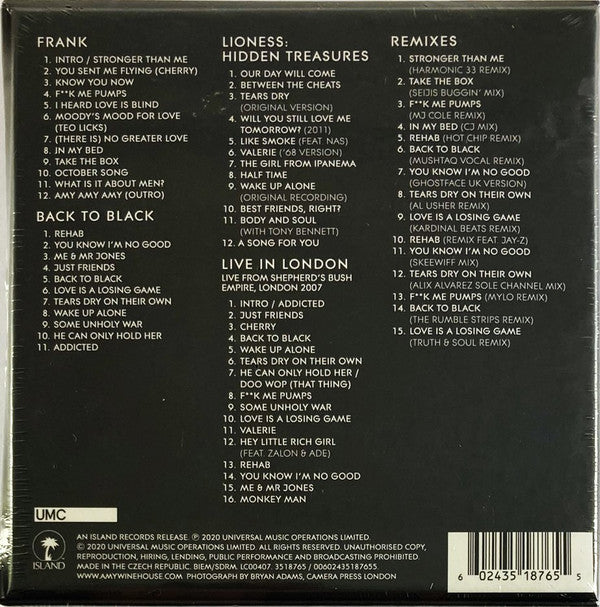 FRANK
1. INTRO / STRONGER THAN ME
2. YOU SENT ME FLYING (CHERRY)
3. KNOW YOU NOW
4. F**K ME PUMPS
5. I HEARD LOVE IS BLIND
6. MOODY'S MOOD FOR LOVE
(TEO LICKS)
7. (THERE IS) NO GREATER LOVE
8. IN MY BED
9. TAKE THE BOX
10. OCTOBER SONG
11. WHAT IS IT ABOUT MEN?
12. AMY AMY AMY (OUTRO)
BACK TO BLACK
1. REHAB
2. YOU KNOW I'M NO GOOD
3. ME & MR JONES
4. JUST FRIENDS
5. BACK TO BLACK
6. LOVE IS A LOSING GAME
7. TEARS DRY ON THEIR OWN
8. WAKE UP ALONE
9. SOME UNHOLY WAR
10. HE CAN ONLY HOLD HER
11. ADDICTED
LIONESS:
HIDDEN TREASURES
1. OUR DAY WILL COME
2. BETWEEN THE CHEATS
3. TEARS DRY
(ORIGINAL VERSION)
4. WILL YOU STILL LOVE ME
TOMORROW? (2011)
5. LIKE SMOKE (FEAT NAS)
6. VALERIE ('68 VERSION)
7. THE GIRL FROM IPANEMA
8. HALF TIME
9. WAKE UP ALONE
(ORIGINAL RECORDING)
10. BEST FRIENDS, RIGHT?
11. BODY AND SOUL
(WITH TONY BENNETT)
12. A SONG FOR YOU
LIVE IN LONDON
LIVE FROM SHEPHERD'S BUSH
EMPIRE, LONDON 2007
1. INTRO / ADDICTED
2. JUST FRIENDS
3. CHERRY
4. BACK TO BLACK
5. WAKE UP ALONE
6. TEARS DRY ON THEIR OWN
7. HE CAN ONLY HOLD HER /
DOO WOP (THAT THING)
8. F**K ME PUMPS
9. SOME UNHOLY WAR
10. LOVE IS A LOSING GAME
11. VALERIE
12. HEY LITTLE RICH GIRL
(FEAT. ZALON & ADE)
13. REHAB
14. YOU KNOW I'M NO GOOD
15. ME & MR JONES
16. MONKEY MAN
REMIXES
1. STRONGER THAN ME
(HARMONIC 33 REMIX)
2. TAKE THE BOX
(SEIJIS BUGGIN' MIX)
3. F**K ME PUMPS
(MJ COLE REMIX)
4. IN MY BED (CJ MIX)
5. REHAB (HOT CHIP REMIX)
6. BACK TO BLACK
(MUSHTAQ VOCAL REMIX)
7. YOU KNOW I'M NO GOOD
(GHOSTFACE UK VERSION)
8. TEARS DRY ON THEIR OWN
(AL USHER REMIX)
9. LOVE IS A LOSING GAME
(KARDINAL BEATS REMIX)
10. REHAB (REMIX FEAT. JAY-Z)
11. YOU KNOW I'M NO GOOD
(SKEEWIFF MIX)
12. TEARS DRY ON THEIR OWN
(ALIX ALVAREZ SOLE CHANNEL MIX)
13. F**K ME PUMPS (MYLO REMIX)
14. BACK TO BLACK
(THE RUMBLE STRIPS REMIX)
15. LOVE IS A LOSING GAME
(TRUTH & SOUL REMIX)
UMC
ISLAND
AN ISLAND RECORDS RELEASE. ℗ 2020 UNIVERSAL MUSIC OPERATIONS LIMITED.
© 2020 UNIVERSAL MUSIC OPERATIONS LIMITED. ALL RIGHTS RESERVED. UNAUTHORISED COPY,
REPRODUCTION, HIRING, LENDING, PUBLIC PERFORMANCE AND BROADCASTING PROHIBITED.
MADE IN THE CZECH REPUBLIC. BIEM/SDRM. LC00407. 3518765 / 00602435187655.
WWW.AMYWINEHOUSE.COM PHOTOGRAPH BY BRYAN ADAMS, CAMERA PRESS LONDON
6 02435 18765 5